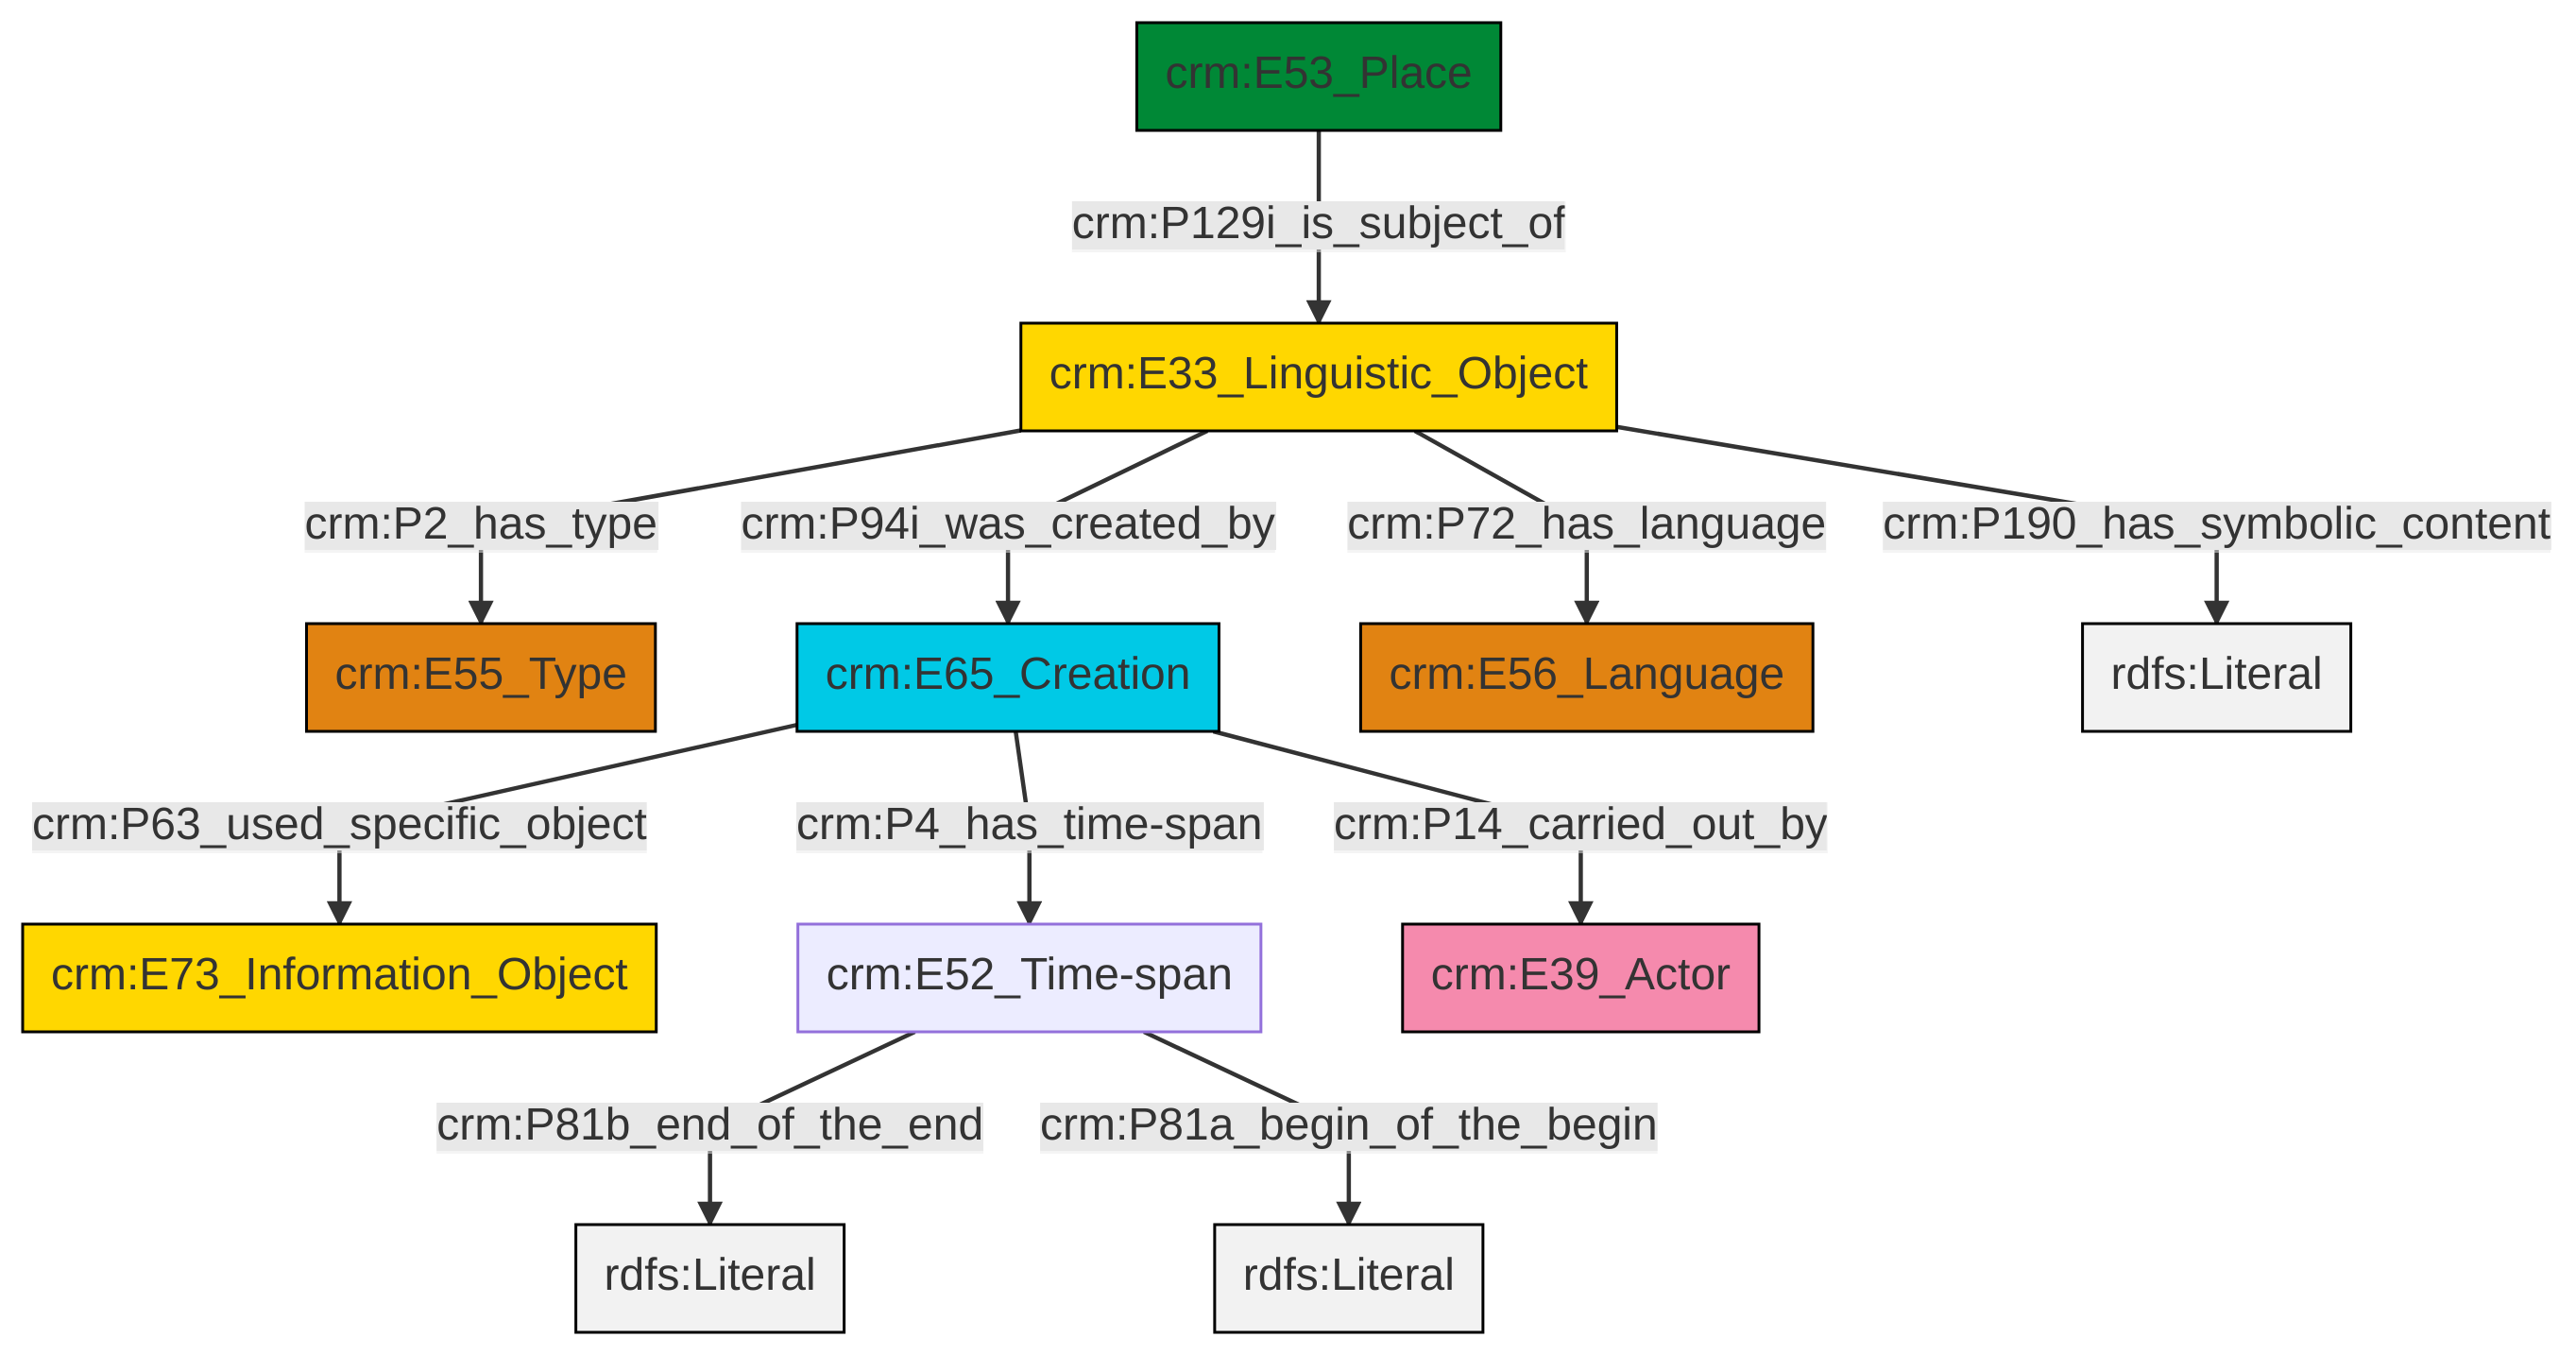 crm:E53_Place
crm:P129i_is_subject_of
crm:E33_Linguistic_Object
crm:P2_has_type
crm:P94i_was_created_by
crm:P72_has_language
crm:P190_has_symbolic_content
crm:E55_Type
crm:E65_Creation
crm:E56_Language
rdfs:Literal
crm:P63_used_specific_object
crm:P4_has_time-span
crm:P14_carried_out_by
crm:E73_Information_Object
crm:E52_Time-span
crm:E39_Actor
crm:P81b_end_of_the_end
crm:P81a_begin_of_the_begin
rdfs:Literal
rdfs:Literal